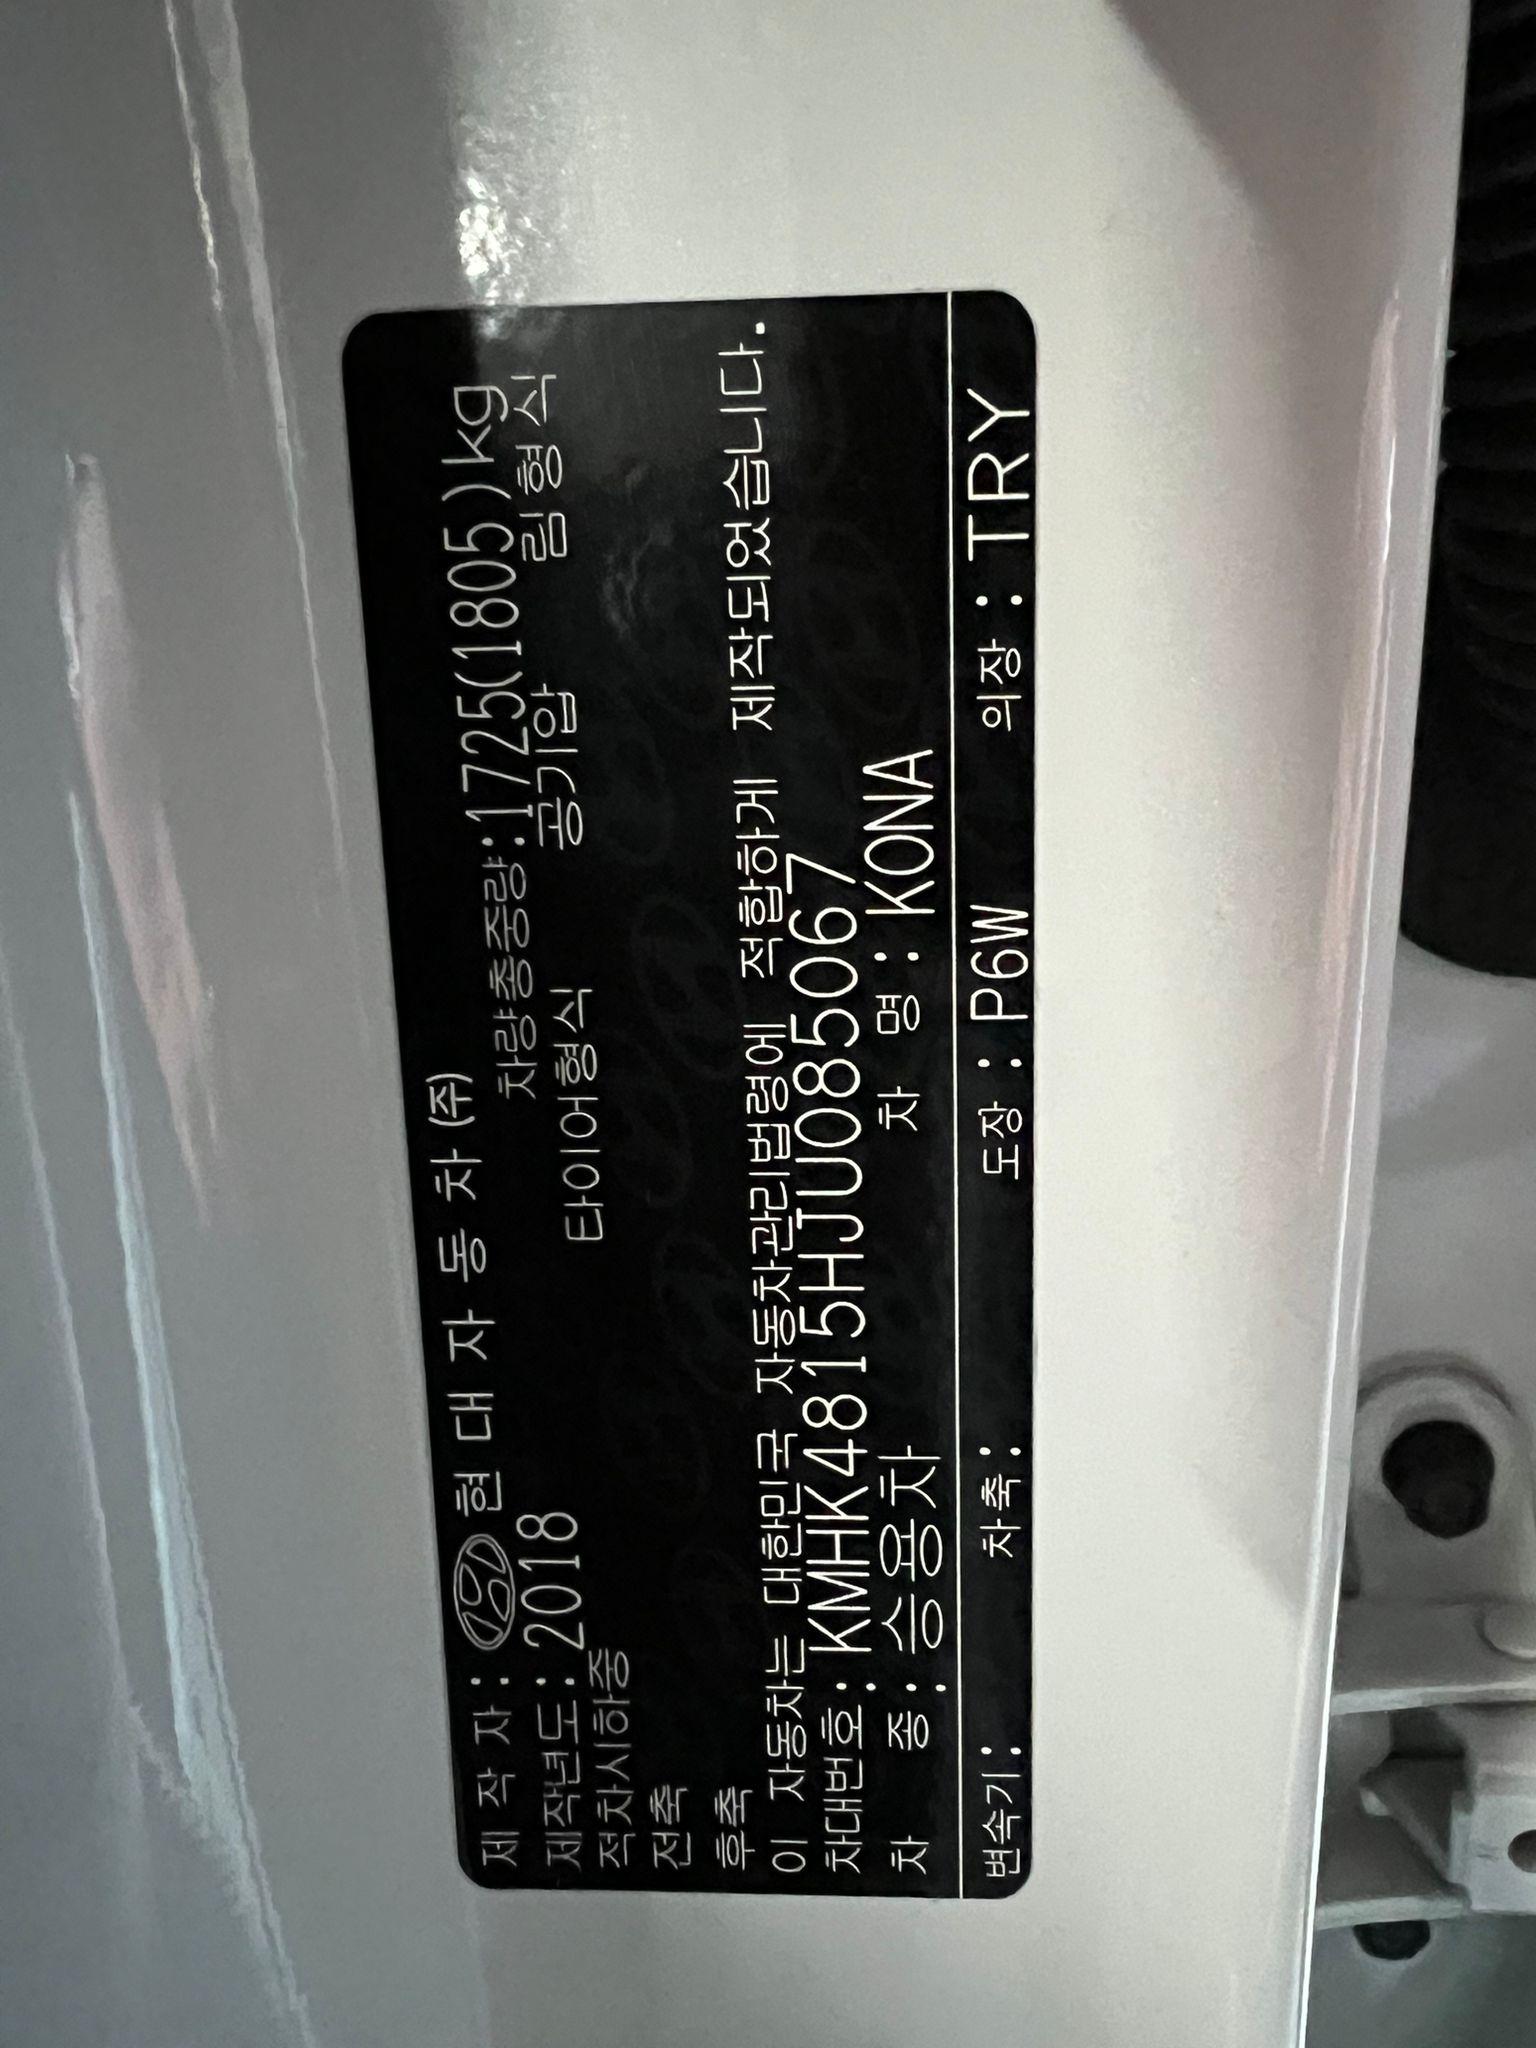 제 작 자 : 현 대 자 동 차 (주)
제작년도: 2018 차량총중량:1725(1805)kg
적차시하중 타이어형식 공기압 림형식
전축
후축
이 자동차는 대한민국 자동차관리법령에 적합하게 제작되었습니다.
차대번호: KMHK4815HJU085067
차 종 : 승용차 차 명 : KONA
변속기: 차축: 도장 : P6W 의장 : TRY